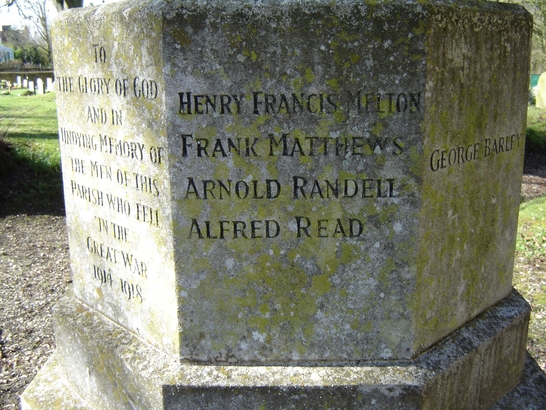 TO
THE GLORY OF GOD
AND IN
UNDYING MEMORY OF
THE MEN OF THIS
PARISH WHO FELL
IN THE
GREAT WAR
1914 1918
HENRY FRANCIS MELTON
FRANK MATTHEWS
ARNOLD RANDELL
ALFRED READ
GEORGE BARLEY